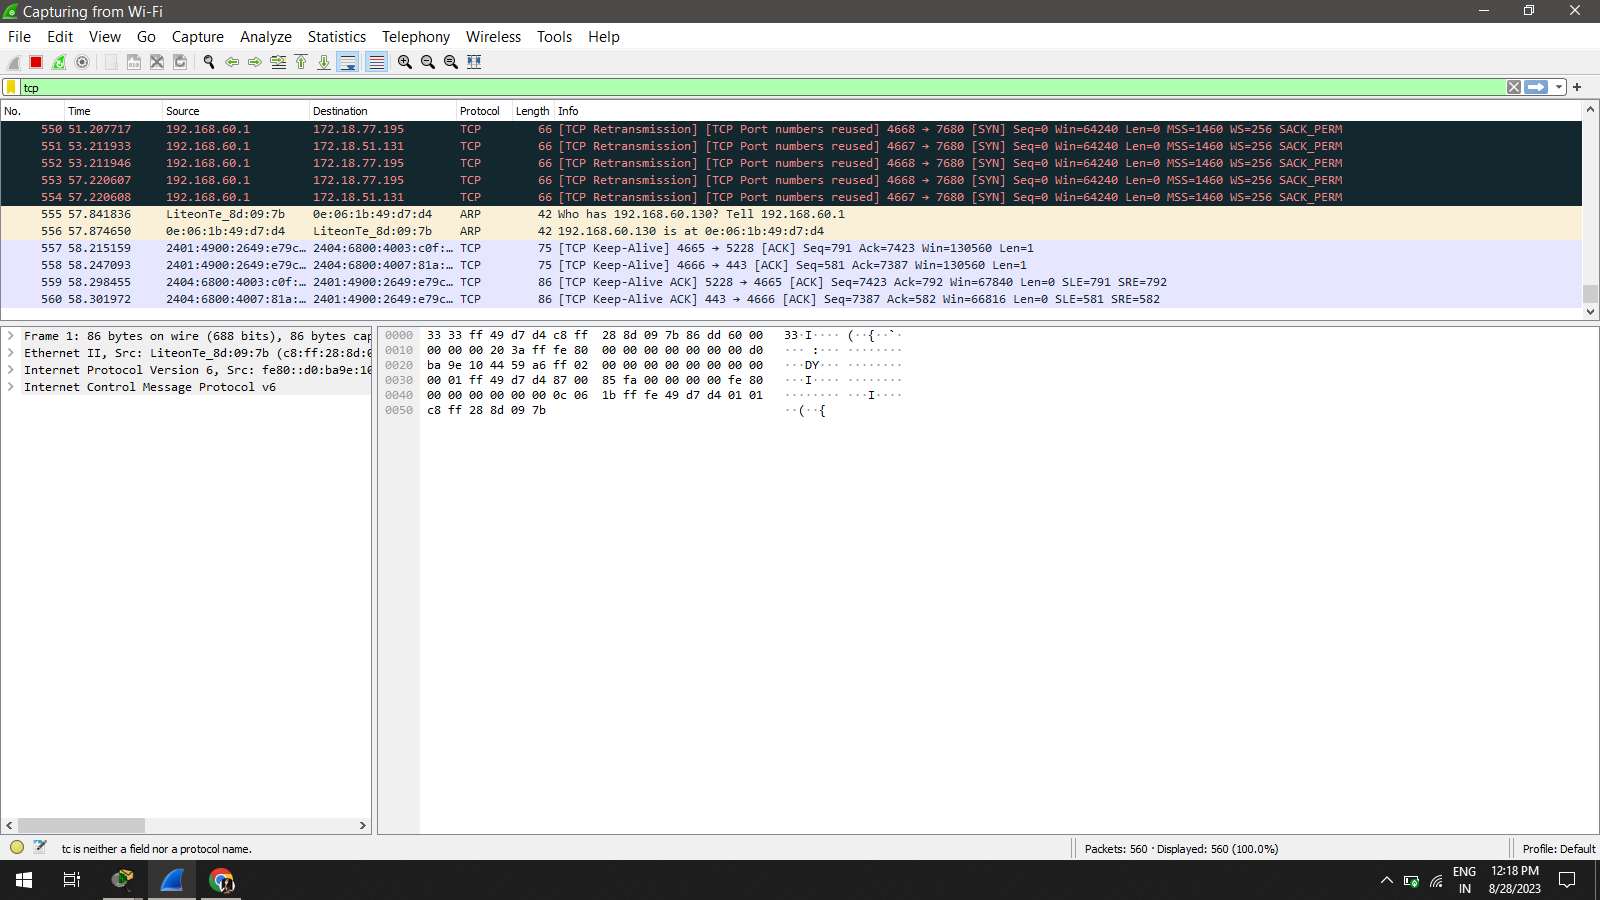 Capturing from Wi-Fi
File Edit View Go Capture Analyze Statistics Telephony Wireless Tools Help
tcp
No. Time Source Destination Protocol Length Info
550 51.207717 192.168.60.1 172.18.77.195 TCP 66 [TCP Retransmission] [TCP Port numbers reused] 4668 → 7680 [SYN] Seq=0 Win=64240 Len=0 MSS=1460 WS=256 SACK_PERM
551 53.211933 192.168.60.1 172.18.51.131 TCP 66 [TCP Retransmission] [TCP Port numbers reused] 4667 → 7680 [SYN] Seq=0 Win=64240 Len=0 MSS=1460 WS=256 SACK_PERM
552 53.211946 192.168.60.1 172.18.77.195 TCP 66 [TCP Retransmission] [TCP Port numbers reused] 4668 → 7680 [SYN] Seq=0 Win=64240 Len=0 MSS=1460 WS=256 SACK_PERM
553 57.220607 192.168.60.1 172.18.77.195 TCP 66 [TCP Retransmission] [TCP Port numbers reused] 4668 → 7680 [SYN] Seq=0 Win=64240 Len=0 MSS=1460 WS=256 SACK_PERM
554 57.220608 192.168.60.1 172.18.51.131 TCP 66 [TCP Retransmission] [TCP Port numbers reused] 4667 → 7680 [SYN] Seq=0 Win=64240 Len=0 MSS=1460 WS=256 SACK_PERM
555 57.841836 LiteonTe_8d:09:7b 0e:06:1b:49:d7:d4 ARP 42 Who has 192.168.60.130? Tell 192.168.60.1
556 57.874650 0e:06:1b:49:d7:d4 LiteonTe_8d:09:7b ARP 42 192.168.60.130 is at 0e:06:1b:49:d7:d4
557 58.215159 2401:4900:2649:e79c… 2404:6800:4003:c0f:… TCP 75 [TCP Keep-Alive] 4665 → 5228 [ACK] Seq=791 Ack=7423 Win=130560 Len=1
558 58.247093 2401:4900:2649:e79c… 2404:6800:4007:81a:… TCP 75 [TCP Keep-Alive] 4666 → 443 [ACK] Seq=581 Ack=7387 Win=130560 Len=1
559 58.298455 2404:6800:4003:c0f:… 2401:4900:2649:e79c… TCP 86 [TCP Keep-Alive ACK] 5228 → 4665 [ACK] Seq=7423 Ack=792 Win=67840 Len=0 SLE=791 SRE=792
560 58.301972 2404:6800:4007:81a:… 2401:4900:2649:e79c… TCP 86 [TCP Keep-Alive ACK] 443 → 4666 [ACK] Seq=7387 Ack=582 Win=66816 Len=0 SLE=581 SRE=582
Frame 1: 86 bytes on wire (688 bits), 86 bytes cap
Ethernet II, Src: LiteonTe_8d:09:7b (c8:ff:28:8d:0
Internet Protocol Version 6, Src: fe80::d0:ba9e:10
Internet Control Message Protocol v6
0000 33 33 ff 49 d7 d4 c8 ff 28 8d 09 7b 86 dd 60 00 33·I···· (··{··`·
0010 00 00 00 20 3a ff fe 80 00 00 00 00 00 00 00 d0 ··· :··· ········
0020 ba 9e 10 44 59 a6 ff 02 00 00 00 00 00 00 00 00 ···DY··· ········
0030 00 01 ff 49 d7 d4 87 00 85 fa 00 00 00 00 fe 80 ···I···· ········
0040 00 00 00 00 00 00 0c 06 1b ff fe 49 d7 d4 01 01 ········ ···I····
0050 c8 ff 28 8d 09 7b ··(··{
tc is neither a field nor a protocol name.
Packets: 560 · Displayed: 560 (100.0%)
Profile: Default
ENG
IN
12:18 PM
8/28/2023